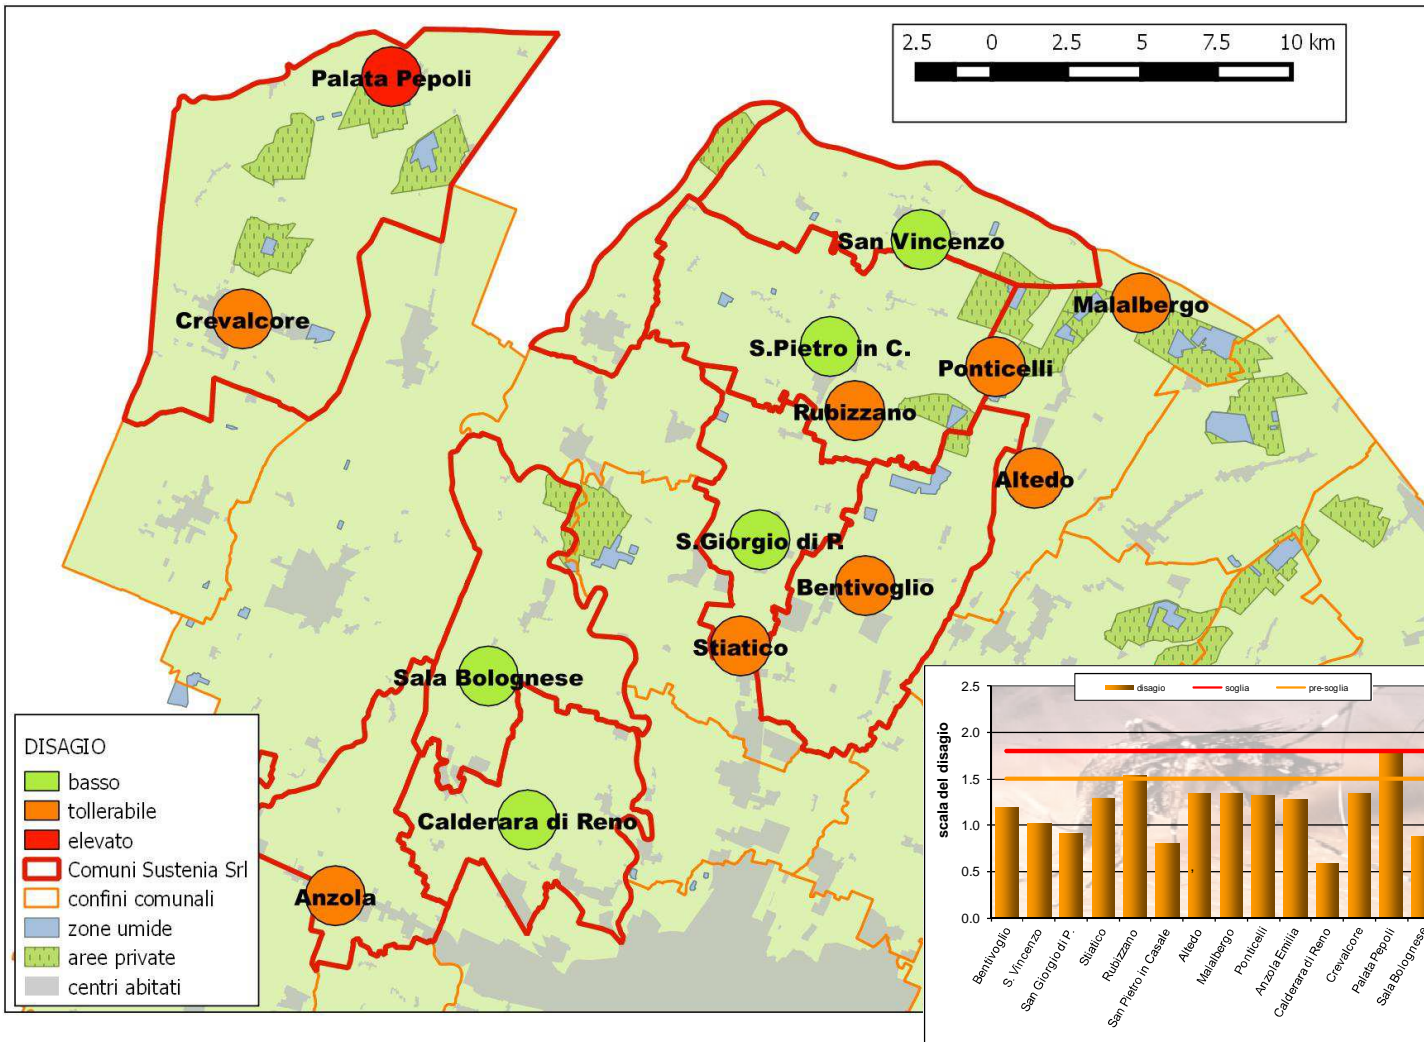 2.5 0 2.5 5 7.5 10 km
Palata Pepoli
San Vincenzo
Malalbergo
Crevalcore
S.Pietro in C.
Ponticelli
Rubizzano
Altedo
S.Giorgio di P.
Bentivoglio
Stiatico
Sala Bolognese
Calderara di Reno
Anzola
DISAGIO
basso
tollerabile
elevato
Comuni Sustenia Srl
confini comunali
zone umide
aree private
centri abitati
disagio soglia pre-soglia
scala del disagio
2.5
2.0
1.5
1.0
0.5
0.0
Bentivoglio
S. Vincenzo
San Giorgio di P.
Stiatico
Rubizzano
San Pietro in Casale
Altedo
Malalbergo
Ponticelli
Anzola Emilia
Calderara di Reno
Crevalcore
Palata Pepoli
Sala Bolognese